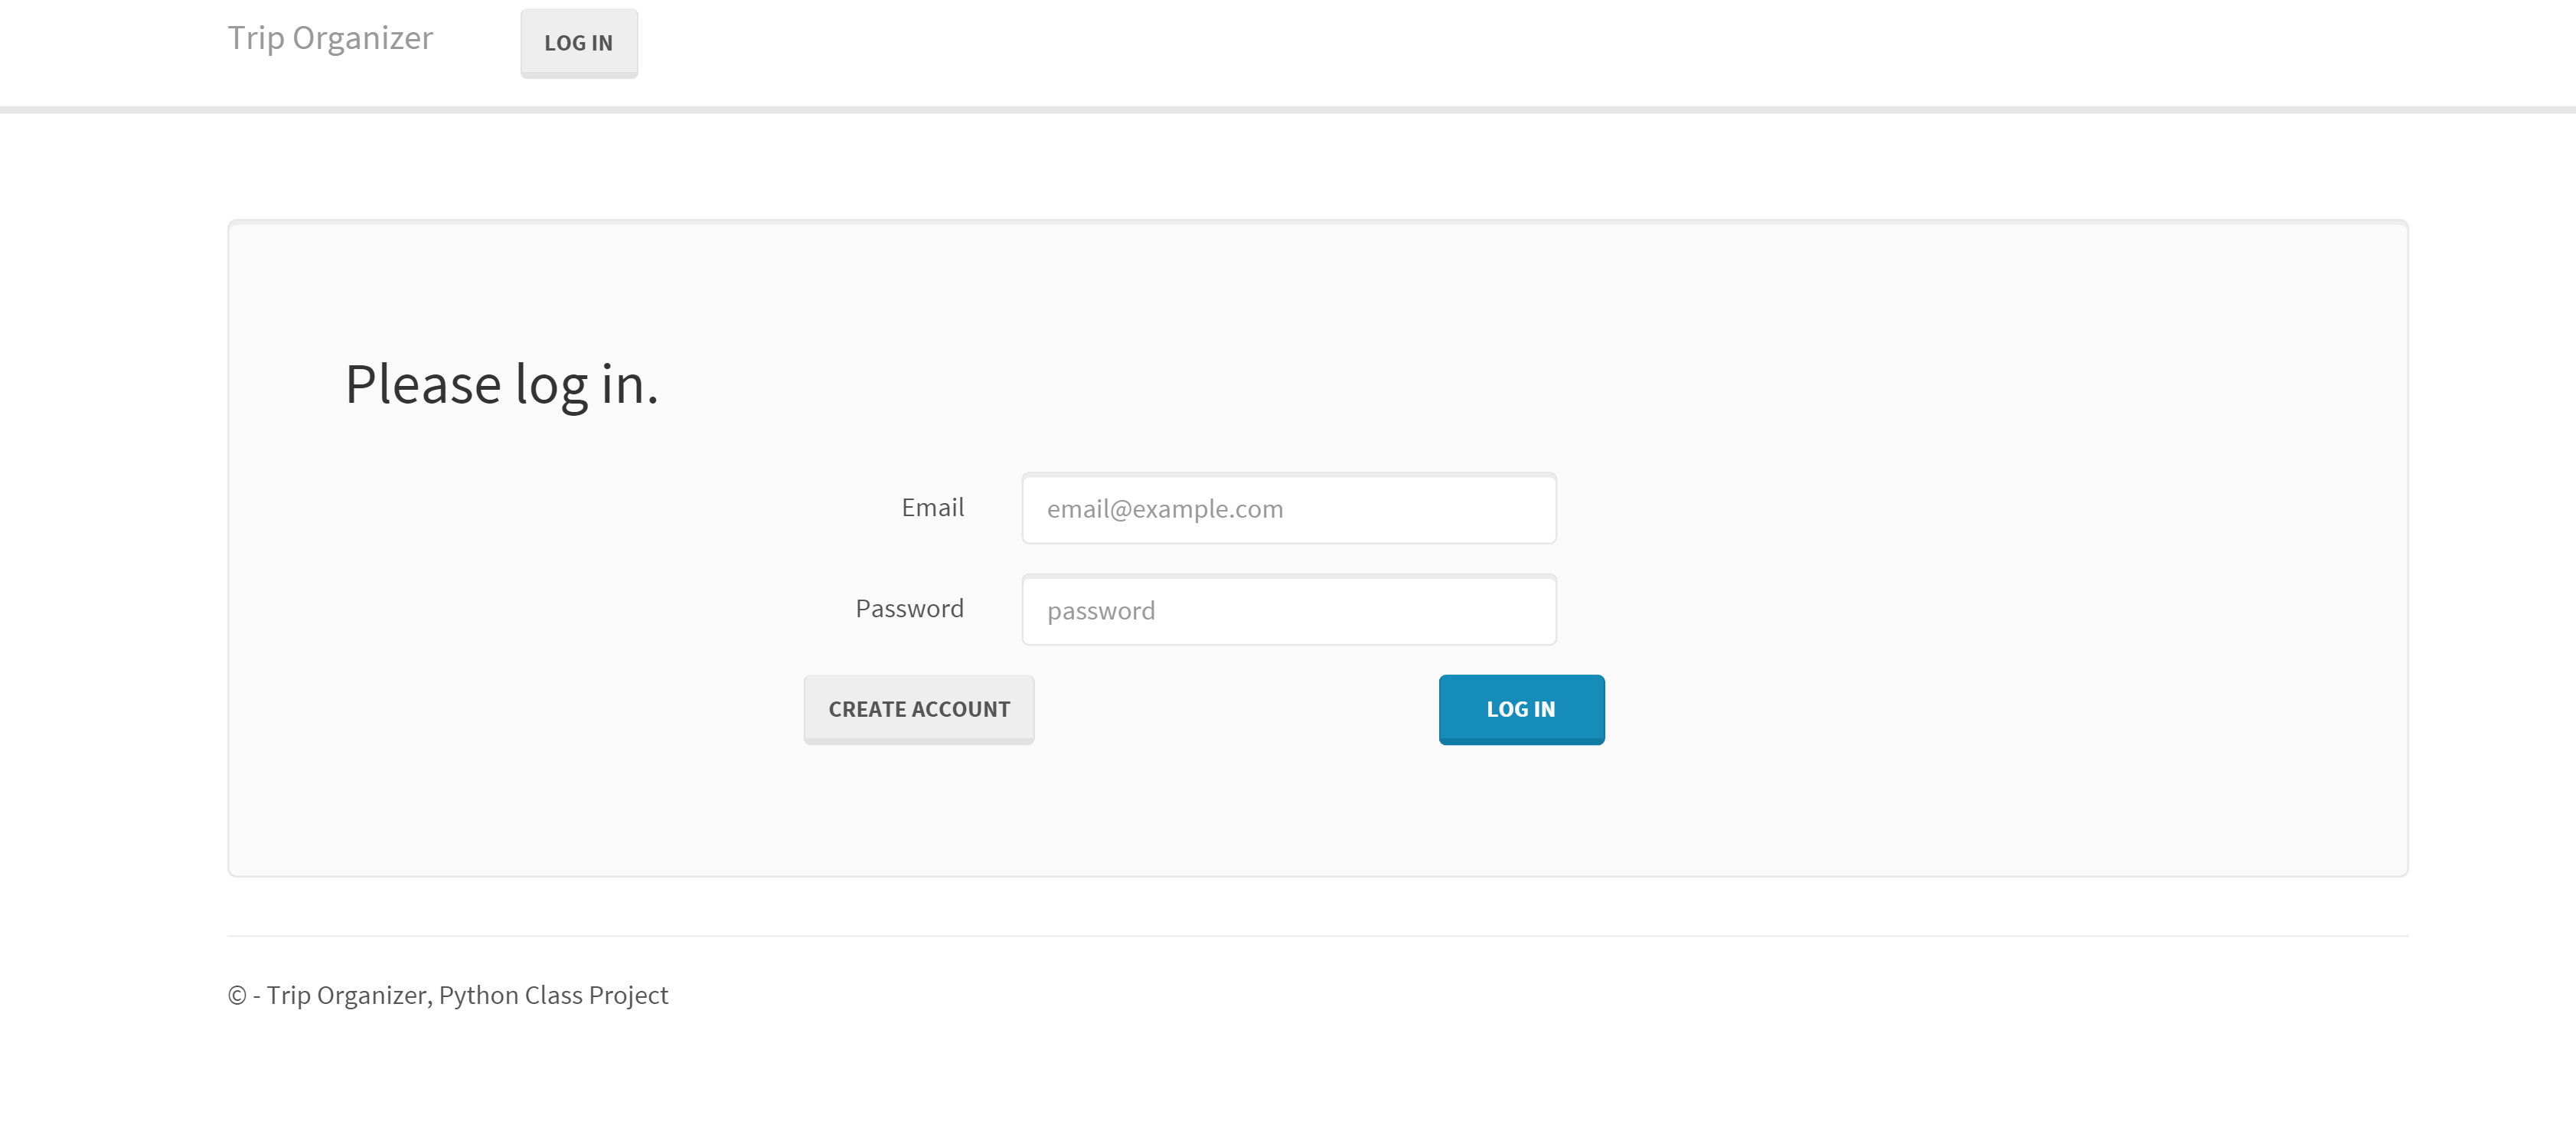 Trip Organizer
LOG IN
Please log in.
Email
email@example.com
Password
password
CREATE ACCOUNT
LOG IN
© - Trip Organizer, Python Class Project